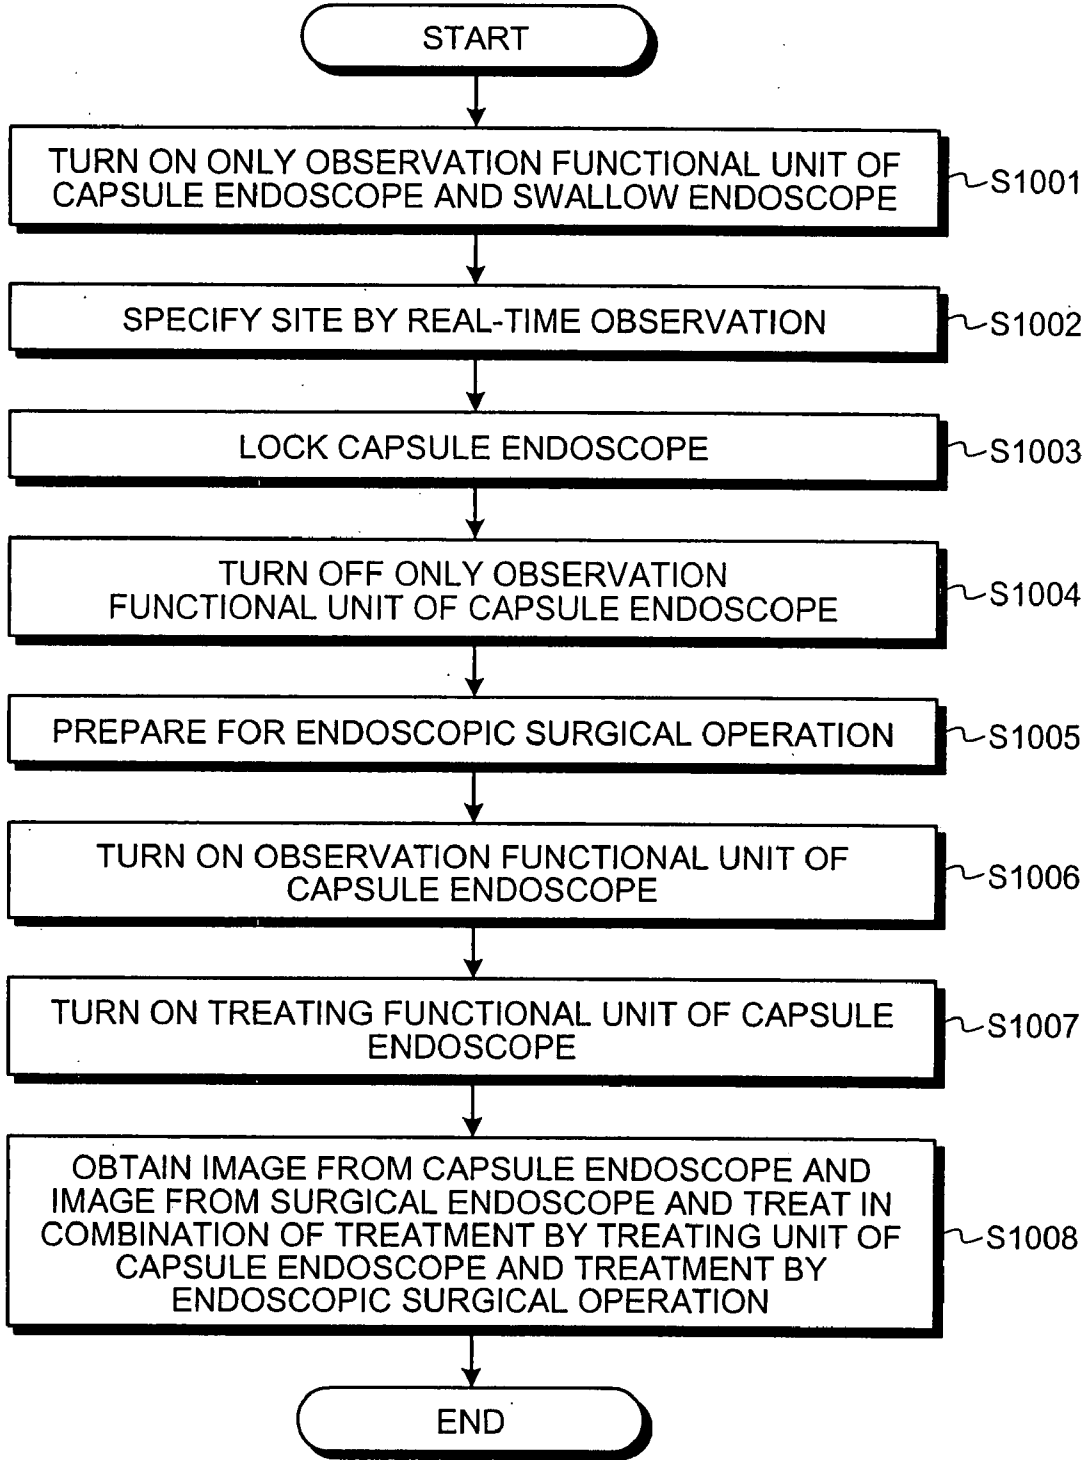 START
TURN ON ONLY OBSERVATION FUNCTIONAL UNIT OF
CAPSULE ENDOSCOPE AND SWALLOW ENDOSCOPE
S1001
SPECIFY SITE BY REAL-TIME OBSERVATION
S1002
LOCK CAPSULE ENDOSCOPE
S1003
TURN OFF ONLY OBSERVATION
FUNCTIONAL UNIT OF CAPSULE ENDOSCOPE
S1004
PREPARE FOR ENDOSCOPIC SURGICAL OPERATION
S1005
TURN ON OBSERVATION FUNCTIONAL UNIT OF
CAPSULE ENDOSCOPE
S1006
TURN ON TREATING FUNCTIONAL UNIT OF CAPSULE
ENDOSCOPE
S1007
OBTAIN IMAGE FROM CAPSULE ENDOSCOPE AND
IMAGE FROM SURGICAL ENDOSCOPE AND TREAT IN
COMBINATION OF TREATMENT BY TREATING UNIT OF
CAPSULE ENDOSCOPE AND TREATMENT BY
ENDOSCOPIC SURGICAL OPERATION
S1008
END